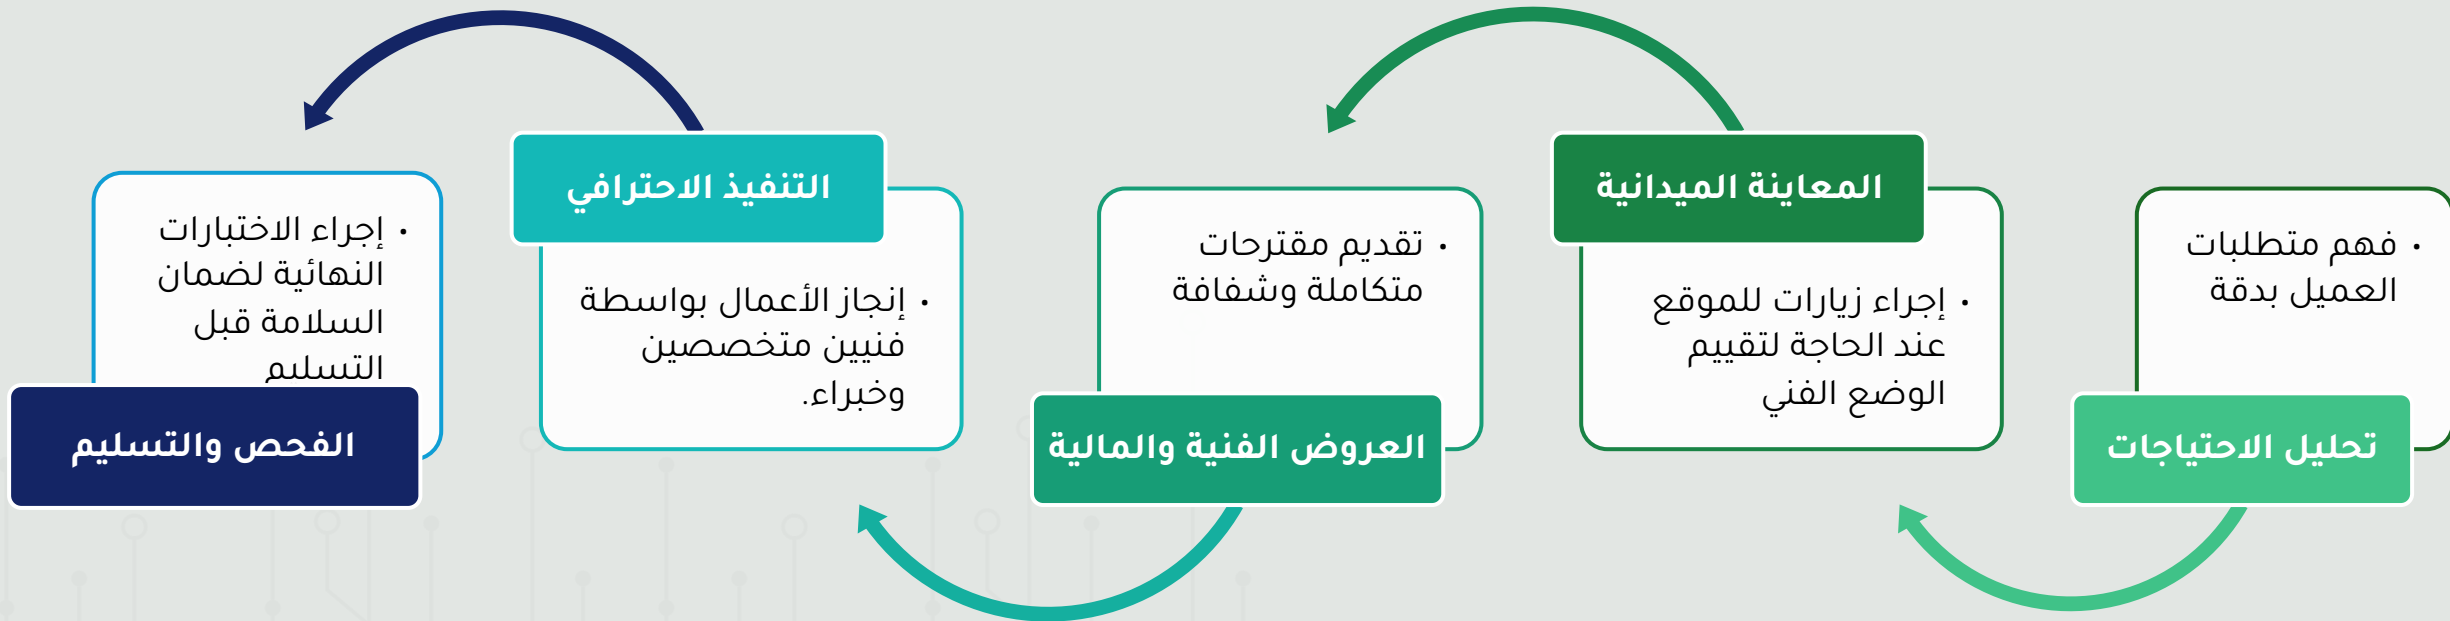 • فهم متطلبات
العميل بدقة
تحليل الاحتياجات
المعاينة الميدانية
• إجراء زيارات للموقع
عند الحاجة لتقييم
الوضع الفني
• تقديم مقترحات
متكاملة وشفافة
العروض الفنية والمالية
التنفيذ الاحترافي
• إنجاز الأعمال بواسطة
فنيين متخصصين
وخبراء.
• إجراء الاختبارات
النهائية لضمان
السلامة قبل
التسليم
الفحص والتسليم